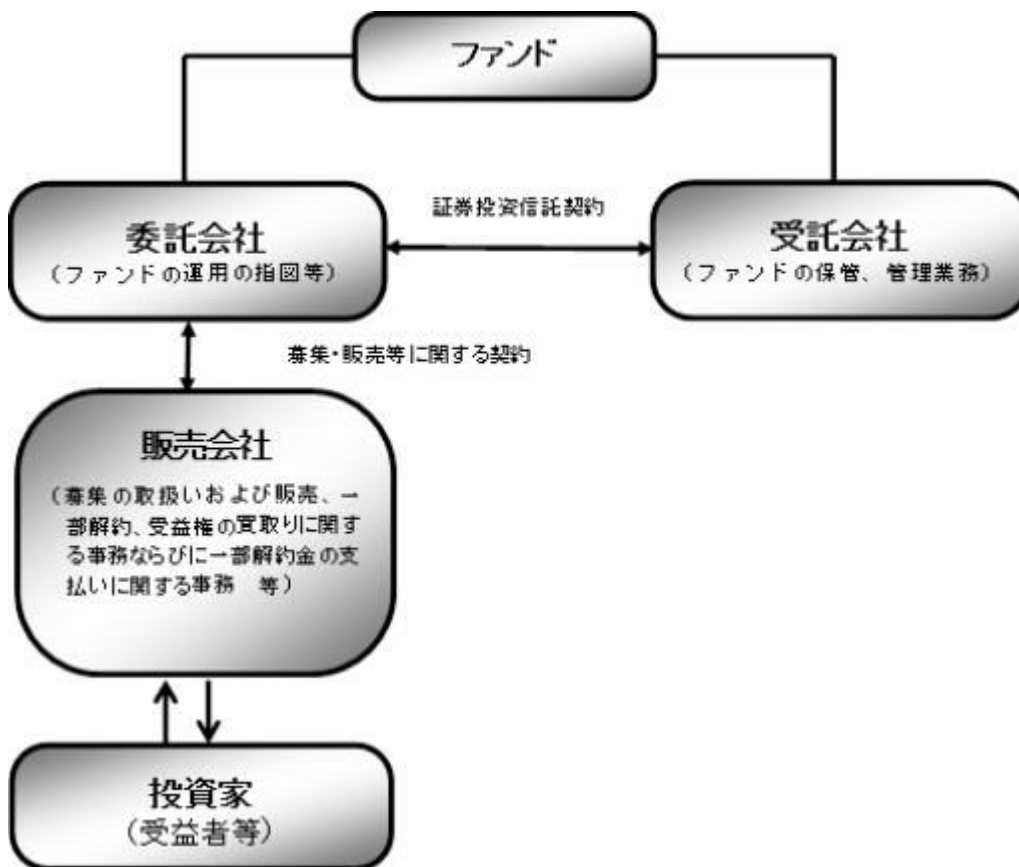 ファンド
委託会社
(ファンドの運用の指図等)
証券投資信託契約
受託会社
(ファンドの保管、管理業務)
募集・販売等に関する契約
販売会社
(募集の取扱いおよび販売、一
部解約、受益権の買取りに関す
る事務ならびに一部解約金の支
払いに関する事務 等)
投資家
(受益者等)